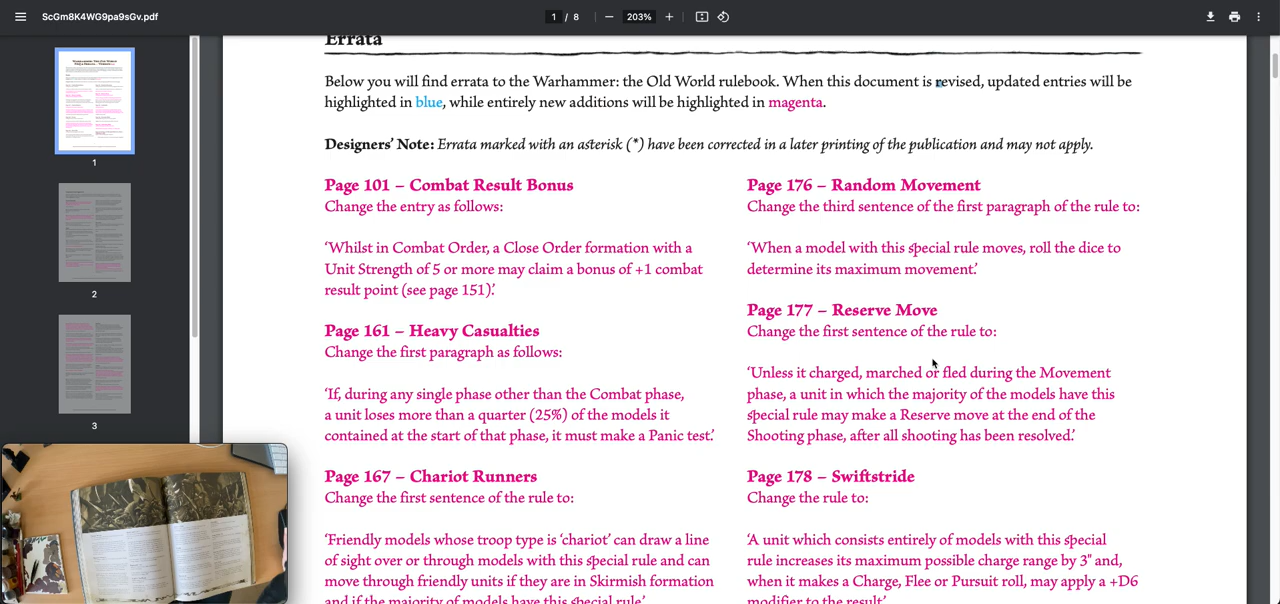 ScGm8K4WG9pa9sGv.pdf
1 / 8
203%
1
2
3
Errata
Below you will find errata for the Warhammer: the Old World rulebook. When this document is revised, updated entries will be
highlighted in blue, while entirely new additions will be highlighted in magenta.
Designers' Note: Errata marked with an asterisk (*) have been corrected in a later printing of the publication and may not apply.
Page 101 – Combat Result Bonus
Change the entry as follows:
'Whilst in Combat Order, a Close Order formation with a
Unit Strength of 5 or more may claim a bonus of +1 combat
result point (see page 151).'
Page 161 – Heavy Casualties
Change the first paragraph as follows:
'If, during any single phase other than the Combat phase,
a unit loses more than a quarter (25%) of the models it
contained at the start of that phase, it must make a Panic test.'
Page 167 – Chariot Runners
Change the first sentence of the rule to:
'Friendly models whose troop type is 'chariot' can draw a line
of sight over or through models with this special rule and can
move through friendly units if they are in Skirmish formation
and if the majority of models have this special rule.'
Page 176 – Random Movement
Change the third sentence of the first paragraph of the rule to:
'When a model with this special rule moves, roll the dice to
determine its maximum movement.'
Page 177 – Reserve Move
Change the first sentence of the rule to:
'Unless it charged, marched or fled during the Movement
phase, a unit in which the majority of the models have this
special rule may make a Reserve move at the end of the
Shooting phase, after all shooting has been resolved.'
Page 178 – Swiftstride
Change the rule to:
'A unit which consists entirely of models with this special
rule increases its maximum possible charge range by 3" and,
when it makes a Charge, Flee or Pursuit roll, may apply a +D6
modifier to the result.'